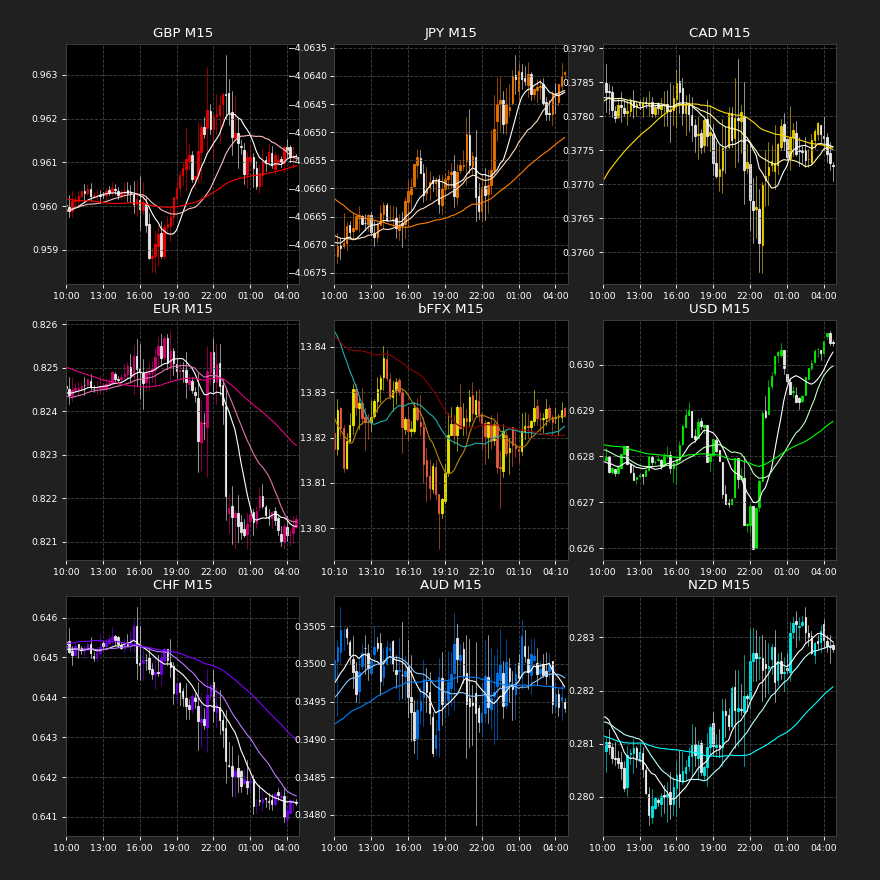 GBP M15
0.963
0.962
0.961
0.960
0.959
10:00 13:00 16:00 19:00 22:00 01:00 04:00
JPY M15
−4.0635
−4.0640
−4.0645
−4.0650
−4.0655
−4.0660
−4.0665
−4.0670
−4.0675
10:00 13:00 16:00 19:00 22:00 01:00 04:00
CAD M15
0.3790
0.3785
0.3780
0.3775
0.3770
0.3765
0.3760
10:00 13:00 16:00 19:00 22:00 01:00 04:00
EUR M15
0.826
0.825
0.824
0.823
0.822
0.821
10:00 13:00 16:00 19:00 22:00 01:00 04:00
bFFX M15
13.84
13.83
13.82
13.81
13.80
10:10 13:10 16:10 19:10 22:10 01:10 04:10
USD M15
0.630
0.629
0.628
0.627
0.626
10:00 13:00 16:00 19:00 22:00 01:00 04:00
CHF M15
0.646
0.645
0.644
0.643
0.642
0.641
10:00 13:00 16:00 19:00 22:00 01:00 04:00
AUD M15
0.3505
0.3500
0.3495
0.3490
0.3485
0.3480
10:00 13:00 16:00 19:00 22:00 01:00 04:00
NZD M15
0.283
0.282
0.281
0.280
10:00 13:00 16:00 19:00 22:00 01:00 04:00